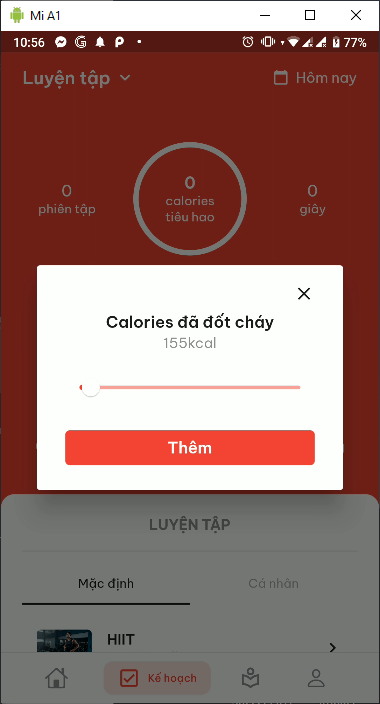 Mi A1
10:56
77%
Luyện tập
Hôm nay
0
phiên tập
0
calories
tiêu hao
0
giây
Calories đã đốt cháy
155kcal
Thêm
LUYỆN TẬP
Mặc định
Cá nhân
HIIT
Kế hoạch